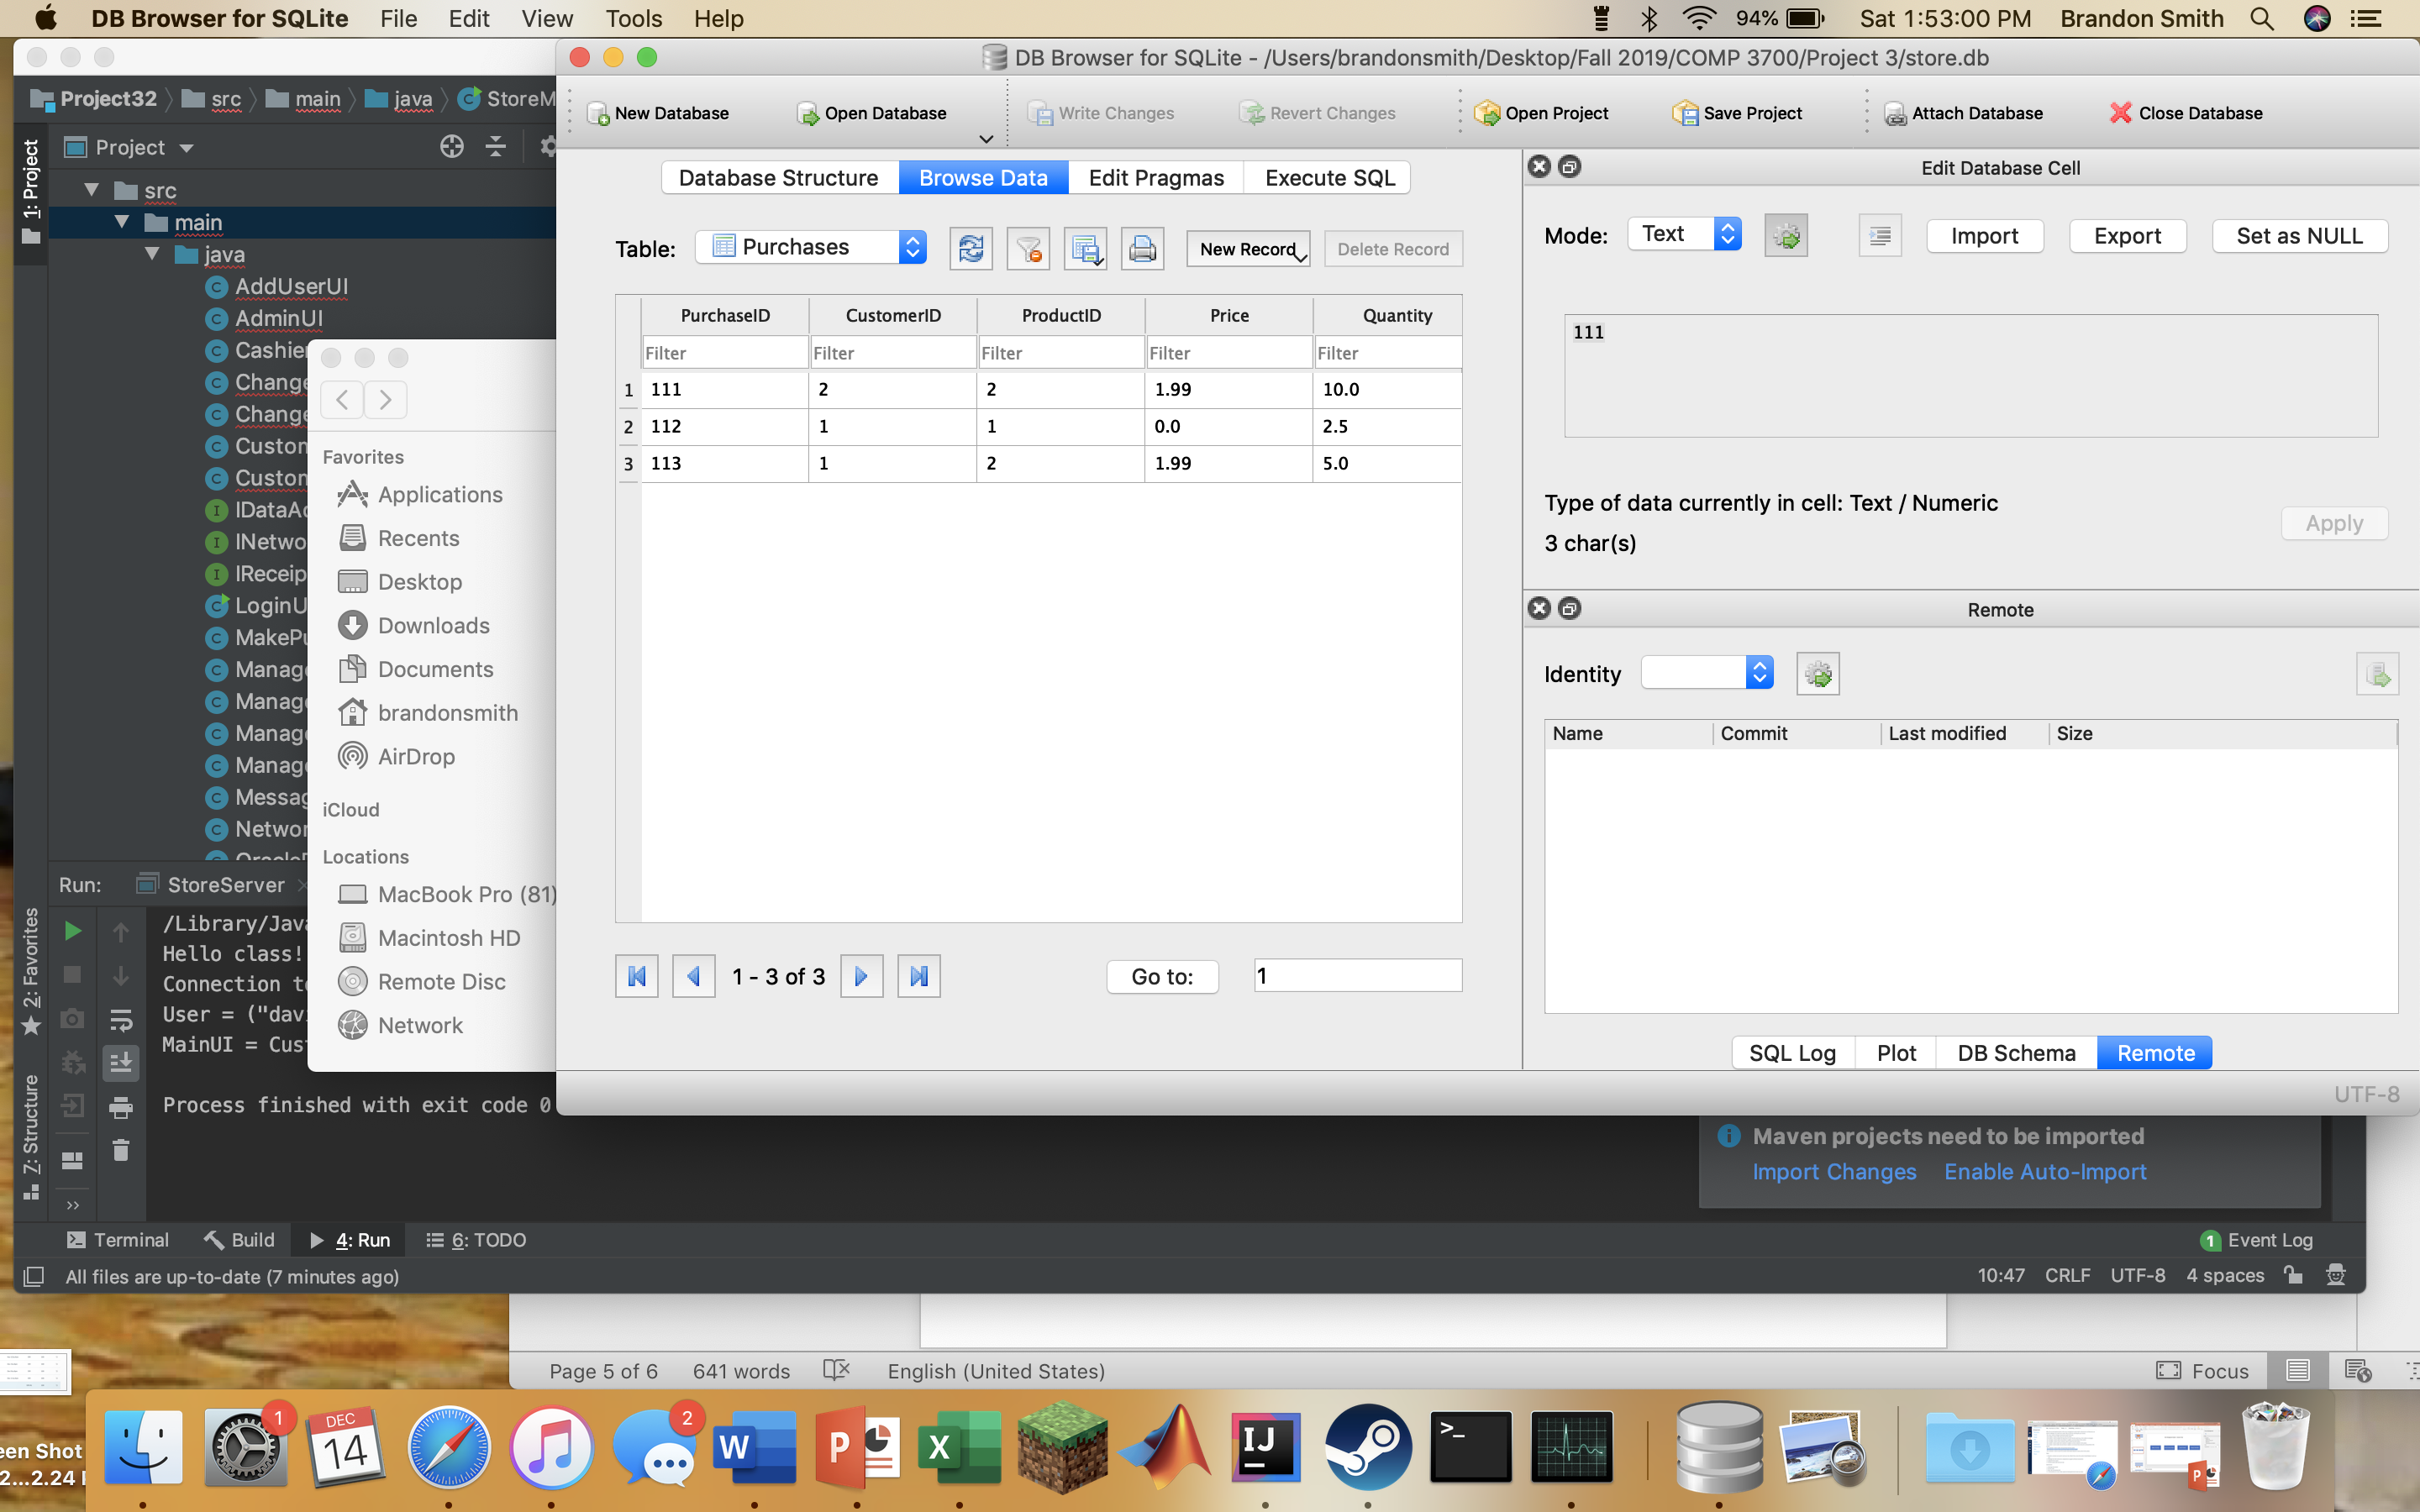 DB Browser for SQLite File Edit View Tools Help 94% Sat 1:53:00 PM Brandon Smith
DB Browser for SQLite - /Users/brandonsmith/Desktop/Fall 2019/COMP 3700/Project 3/store.db
Project32 src main java StoreM
New Database Open Database Write Changes Revert Changes Open Project Save Project Attach Database Close Database
1: Project
Project
src
main
java
AddUserUI
AdminUI
Cashier
Change
Change
Custom
Custom
IDataAc
INetwo
IReceip
LoginU
MakePu
Manage
Manage
Manage
Manage
Messag
Networ
Favorites
Applications
Recents
Desktop
Downloads
Documents
brandonsmith
AirDrop
iCloud
Locations
MacBook Pro (81)
Macintosh HD
Remote Disc
Network
Database Structure Browse Data Edit Pragmas Execute SQL
Table: Purchases New Record Delete Record
PurchaseID CustomerID ProductID Price Quantity
Filter Filter Filter Filter Filter
1 111 2 2 1.99 10.0
2 112 1 1 0.0 2.5
3 113 1 2 1.99 5.0
1 - 3 of 3 Go to: 1
Edit Database Cell
Mode: Text Import Export Set as NULL
111
Type of data currently in cell: Text / Numeric
3 char(s)
Apply
Remote
Identity
Name Commit Last modified Size
SQL Log Plot DB Schema Remote
UTF-8
2: Favorites
7: Structure
Run: StoreServer
/Library/Java
Hello class!
Connection to
User = ("dav
MainUI = Cus
Process finished with exit code 0
Maven projects need to be imported
Import Changes Enable Auto-Import
Terminal Build 4: Run 6: TODO 1 Event Log
All files are up-to-date (7 minutes ago) 10:47 CRLF UTF-8 4 spaces
Page 5 of 6 641 words English (United States) Focus
een Shot
2...2.24
1
DEC
14
2
W
P
X
IJ
>_
P